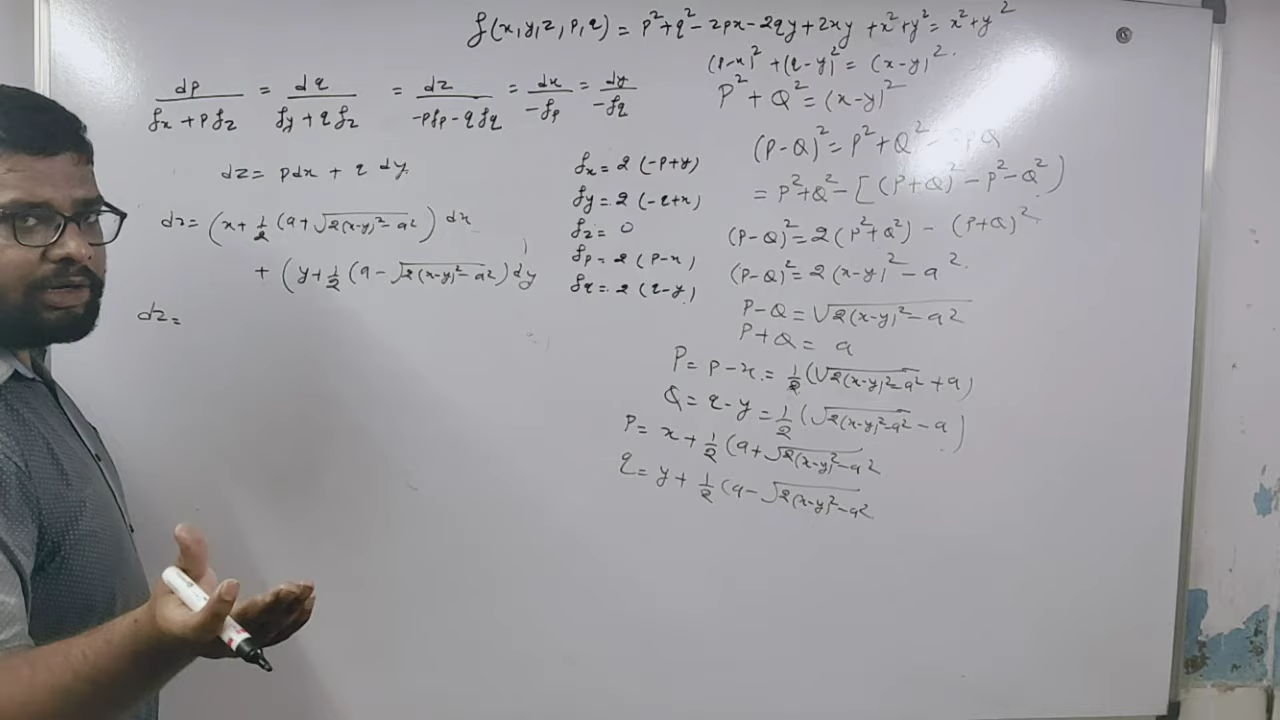 f(x,y,z,p,q) = p²+q²-2px-2qy+2xy+x²+y²= x²+y²
(p-x)²+(q-y)² = (x-y)².
P²+Q²=(x-y)²
dp/(fx+pfz) = dq/(fy+qfz) = dz/(-pfp-qfq) = dx/-fp = dy/-fq
dz= pdx + q dy.
dz= (x+½(a+√(2(x-y)²-a²)) dx
+ (y+½(a-√(2(x-y)²-a²)) dy
dz=
fx= 2(-p+y)
fy= 2(-q+x)
fz= 0
fp= 2(p-x)
fq= 2(q-y)
(P-Q)²= P²+Q² PQ
= P²+Q²-[(P+Q)²-P²-Q²)
(P-Q)²=2(P²+Q²) - (P+Q)²
(P-Q)²=2(x-y)²-a².
P-Q=√(2(x-y)²-a²)
P+Q= a
P= p-x.=½(√(2(x-y)²-a²)+a)
Q= q-y=½(√(2(x-y)²-a²)-a)
p= x+½(a+√(2(x-y)²-a²)
q= y+½(a-√(2(x-y)²-a²)